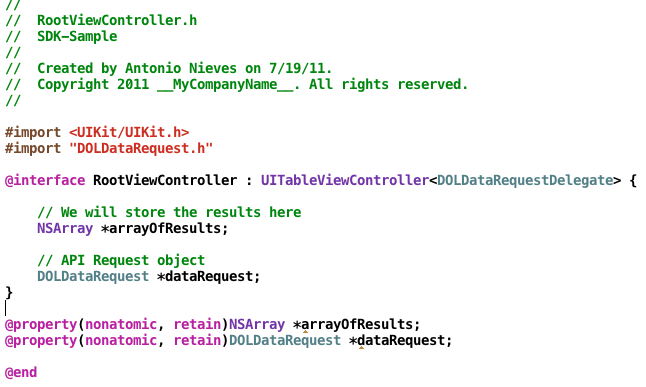 //
//  RootViewController.h
//  SDK-Sample
//
//  Created by Antonio Nieves on 7/19/11.
//  Copyright 2011 __MyCompanyName__. All rights reserved.
//
#import <UIKit/UIKit.h>
#import "DOLDataRequest.h"
@interface RootViewController : UITableViewController<DOLDataRequestDelegate> {
    // We will store the results here
    NSArray *arrayOfResults;
    // API Request object
    DOLDataRequest *dataRequest;
}
@property(nonatomic, retain)NSArray *arrayOfResults;
@property(nonatomic, retain)DOLDataRequest *dataRequest;
@end